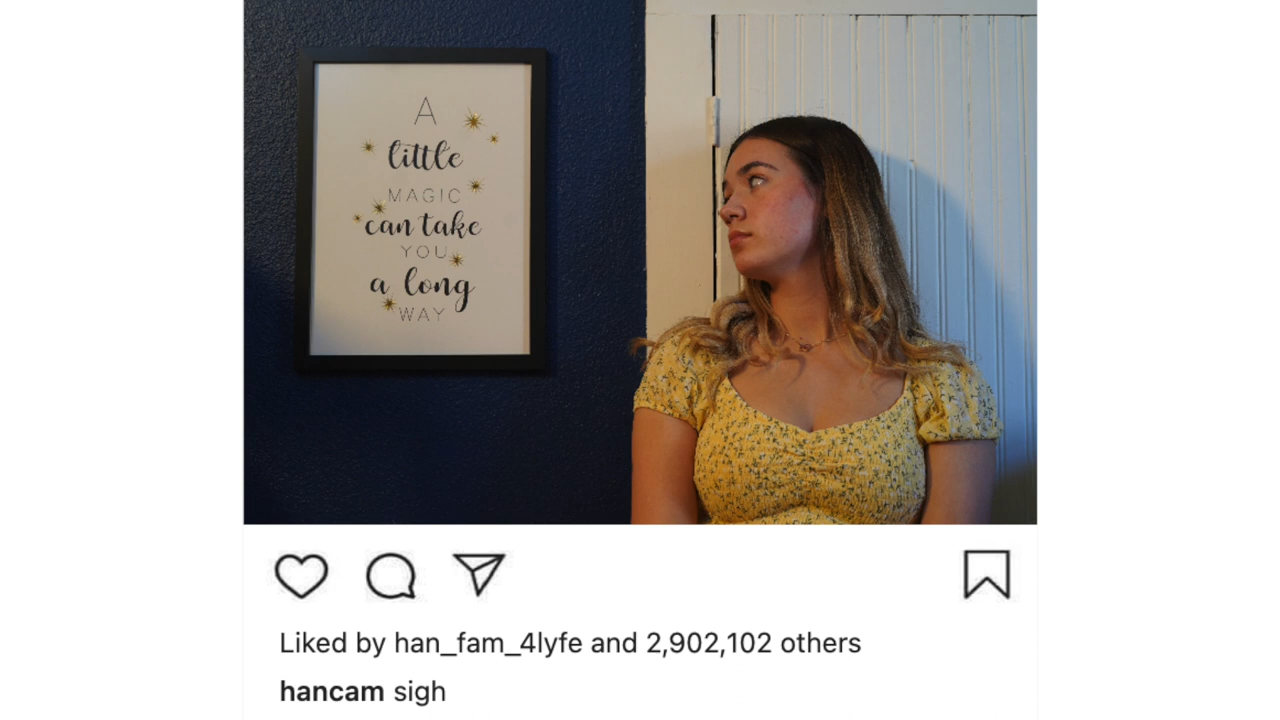 A
little
MAGIC
can take
YOU
a long
WAY
Liked by han_fam_4lyfe and 2,902,102 others
hancam sigh